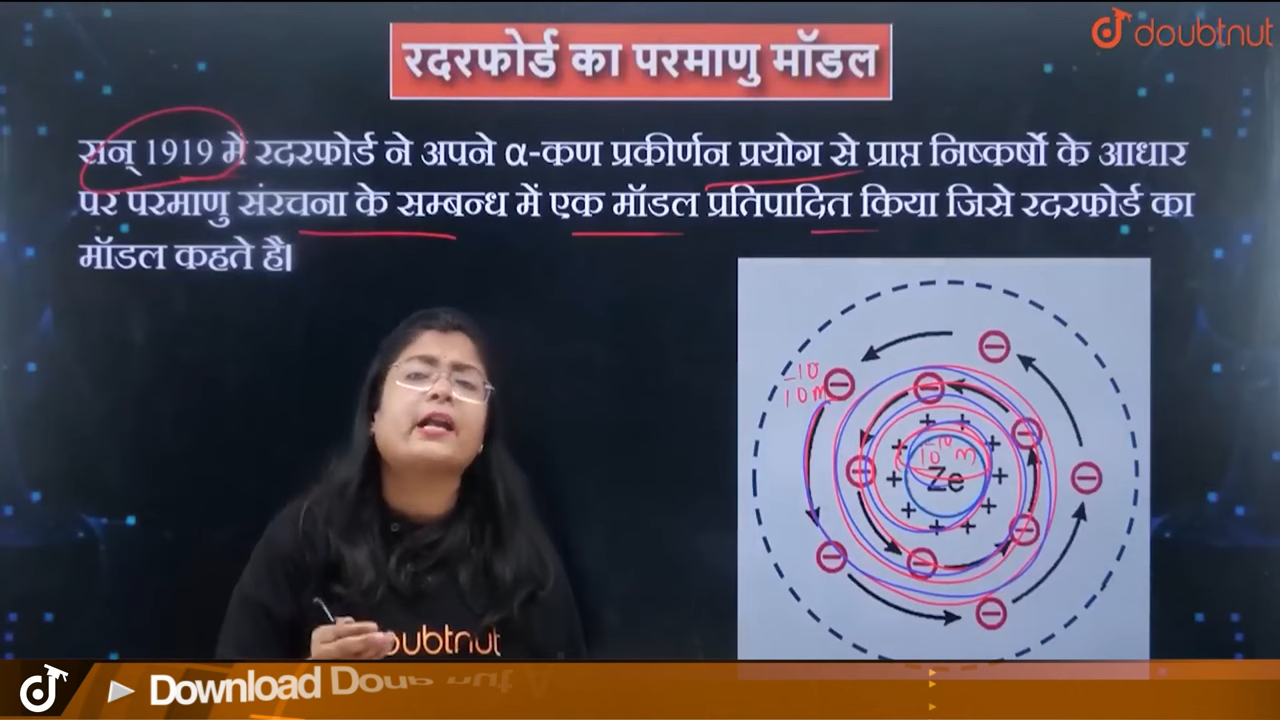 doubtnut
रदरफोर्ड का परमाणु मॉडल
सन् 1919 में रदरफोर्ड ने अपने α-कण प्रकीर्णन प्रयोग से प्राप्त निष्कर्षो के आधार
पर परमाणु संरचना के सम्बन्ध में एक मॉडल प्रतिपादित किया जिसे रदरफोर्ड का
मॉडल कहते है।
10⁻¹⁰m
Ze
doubtnut
Download